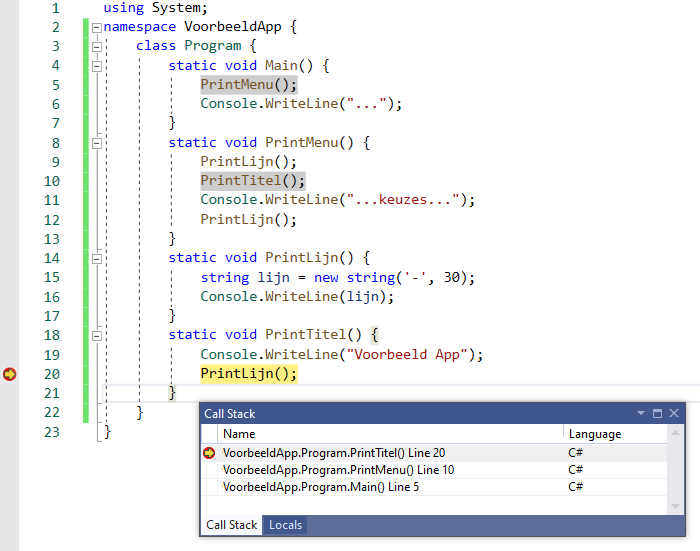 1 using System;
2 namespace VoorbeeldApp {
3     class Program {
4         static void Main() {
5             PrintMenu();
6             Console.WriteLine("...");
7         }
8         static void PrintMenu() {
9             PrintLijn();
10             PrintTitel();
11             Console.WriteLine("...keuzes...");
12             PrintLijn();
13         }
14         static void PrintLijn() {
15             string lijn = new string('-', 30);
16             Console.WriteLine(lijn);
17         }
18         static void PrintTitel() {
19             Console.WriteLine("Voorbeeld App");
20             PrintLijn();
21         }
22     }
23 }
Call Stack
Name Language
VoorbeeldApp.Program.PrintTitel() Line 20 C#
VoorbeeldApp.Program.PrintMenu() Line 10 C#
VoorbeeldApp.Program.Main() Line 5 C#
Call Stack Locals